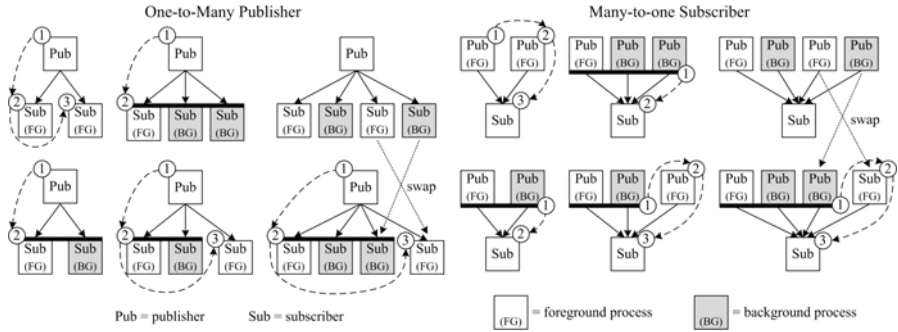 One-to-Many Publisher
Many-to-one Subscriber
1 Pub
2 Sub (FG) 3 Sub (FG)
1 Pub
2 Sub (FG) Sub (BG) Sub (BG)
Pub
Sub (FG) Sub (BG) Sub (FG) Sub (BG)
swap
1 Pub
2 Sub (FG) Sub (BG)
1 Pub
2 Sub (FG) Sub (BG) 3 Sub (FG)
1 Pub
2 Sub (FG) Sub (BG) Sub (BG) 3 Sub (FG)
Pub = publisher
Sub = subscriber
Pub (FG) 1 Pub (FG) 2
Sub 3
Pub (FG) Pub (BG) Pub (BG) 1
Sub 2
Pub (FG) Pub (BG) Pub (FG) Pub (BG)
Sub
swap
Pub (FG) Pub (BG) 1
Sub 2
Pub (FG) Pub (BG) 1 Pub (FG) 2
Sub 3
Pub (FG) Pub (BG) Pub (BG) 1 Sub (FG) 2
Sub 3
(FG) = foreground process
(BG) = background process